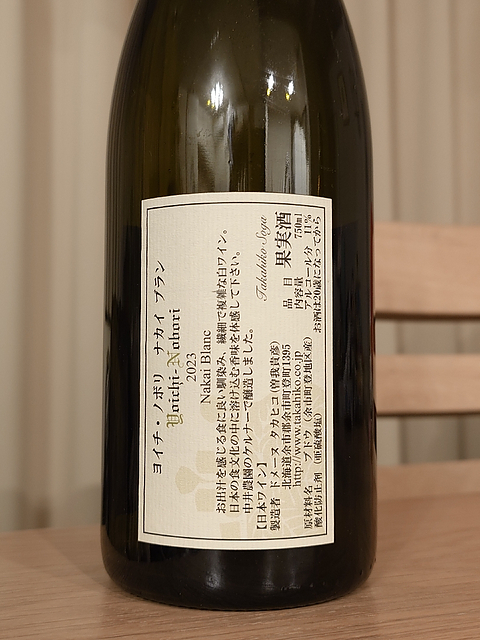 ヨイチ・ノボリ ナカイ ブラン
Yoichi-Nobori
2023
Nakai Blanc
お出汁を感じる食に良い馴染み、繊細で複雑な白ワイン。
日本の食文化の中に溶け込む香味を体感して下さい。
中井農園のケルナーで醸造しました。
Takahiko Soga
【日本ワイン】
製造者 ドメーヌ タカヒコ(曽我貴彦)
北海道余市郡余市町登町1395
http://www.takahiko.co.jp
原材料名 ブドウ(余市町登地区産)
酸化防止剤(亜硫酸塩)
品目 果実酒
内容量 750ml
アルコール分 11%
お酒は20歳になってから